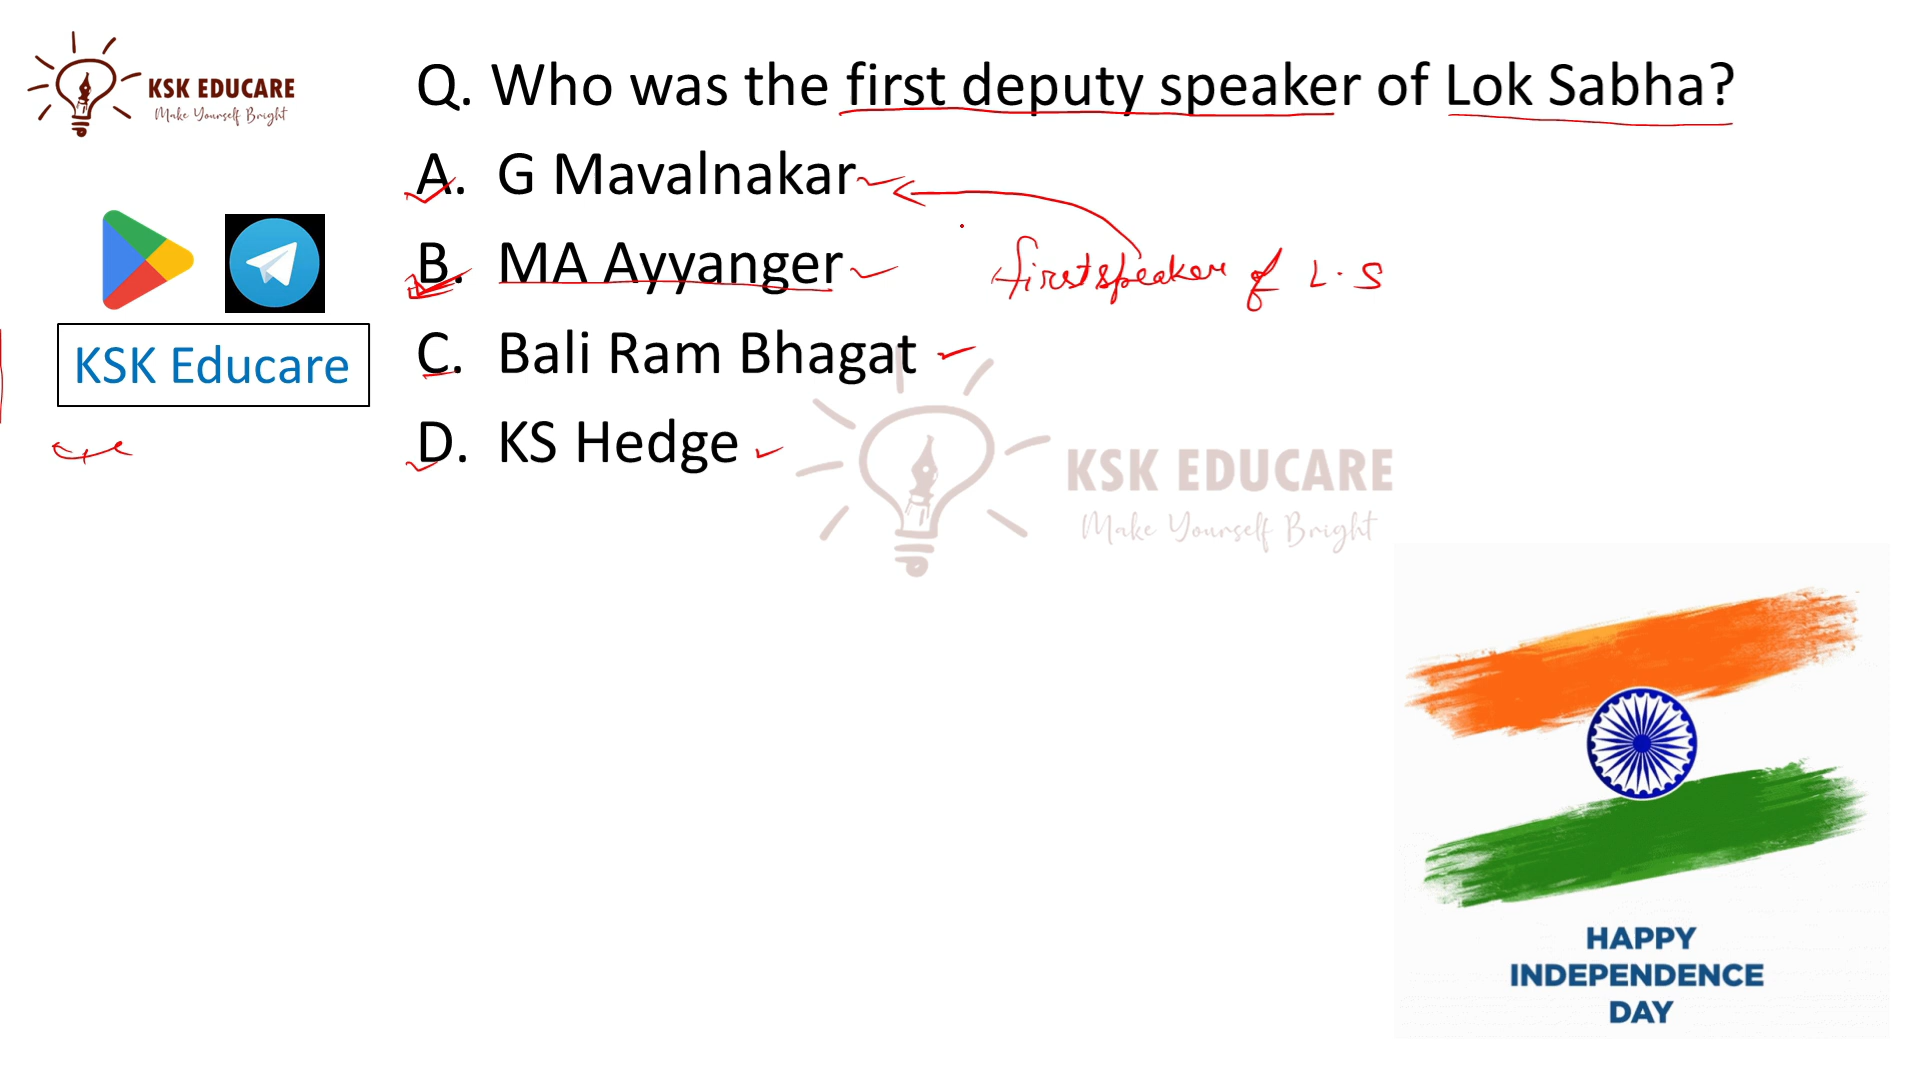 KSK EDUCARE
Make Yourself Bright
Q. Who was the first deputy speaker of Lok Sabha?
A. G Mavalnakar
B. MA Ayyanger
first speaker of L.S
C. Bali Ram Bhagat
D. KS Hedge
KSK Educare
KSK EDUCARE
Make Yourself Bright
HAPPY
INDEPENDENCE
DAY